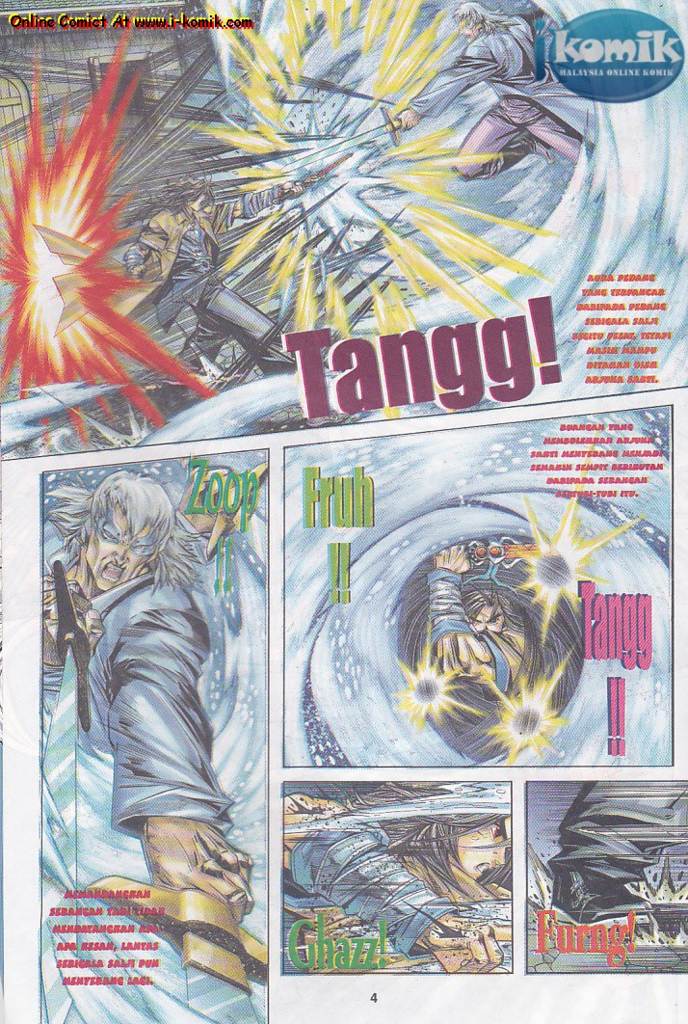 Online Comics At www.i-komik.com
i komik
MALAYSIA ONLINE KOMIK
AURA PEDANG
YANG TERPANCAR
DARIPADA PEDANG
SERIGALA SALJI
BEGITU PESAT, TETAPI
MASIH MAMPU
DITAHAN OLEH
ARJUNA SAKTI.
Tangg!
RUANGAN YANG
MEMBOLEHKAN ARJUNA
SAKTI MENYERANG MENJADI
SEMAKIN SEMPIT BERIKUTAN
DARIPADA SERANGAN
BERTUBI-TUBI ITU.
Zoop
!!
Fruh
!!
Tangg
!!
MEMANDANGKAN
SERANGAN TADI TIDAK
MENDATANGKAN APA-
APA KESAN, LANTAS
SERIGALA SALJI PUN
MENYERANG LAGI.
Ghazz!
Furng!
4